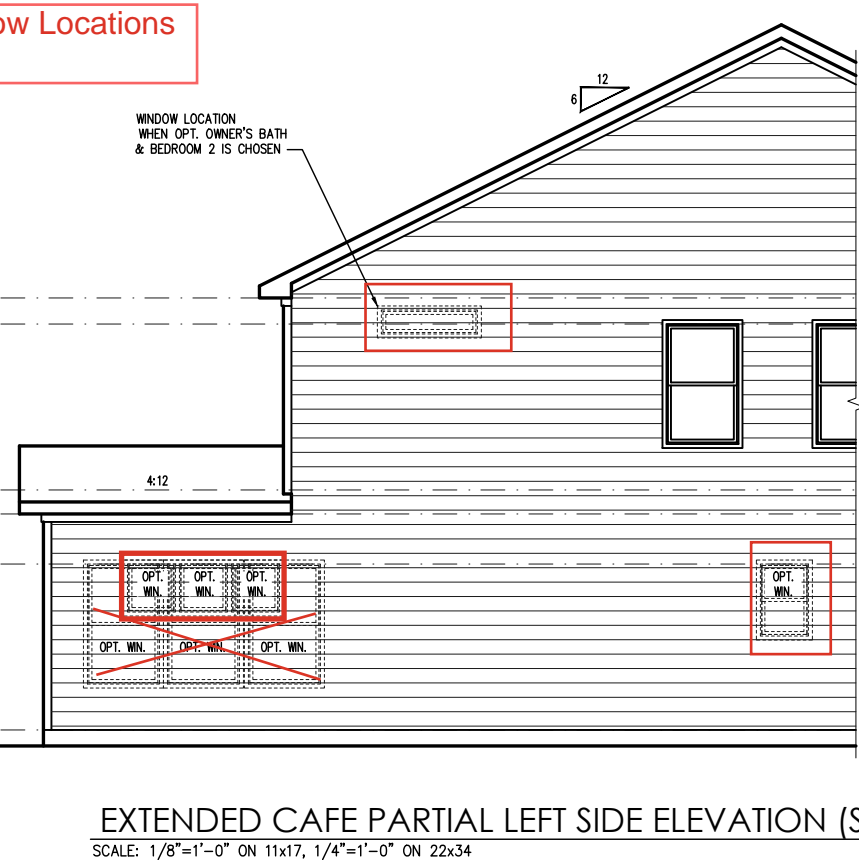 ow Locations
12
6
WINDOW LOCATION
WHEN OPT. OWNER'S BATH
& BEDROOM 2 IS CHOSEN
4:12
OPT. WIN.
OPT. WIN.
OPT. WIN.
OPT. WIN.
OPT. WIN.
OPT. WIN.
OPT. WIN.
EXTENDED CAFE PARTIAL LEFT SIDE ELEVATION (S
SCALE: 1/8"=1'-0" ON 11x17, 1/4"=1'-0" ON 22x34